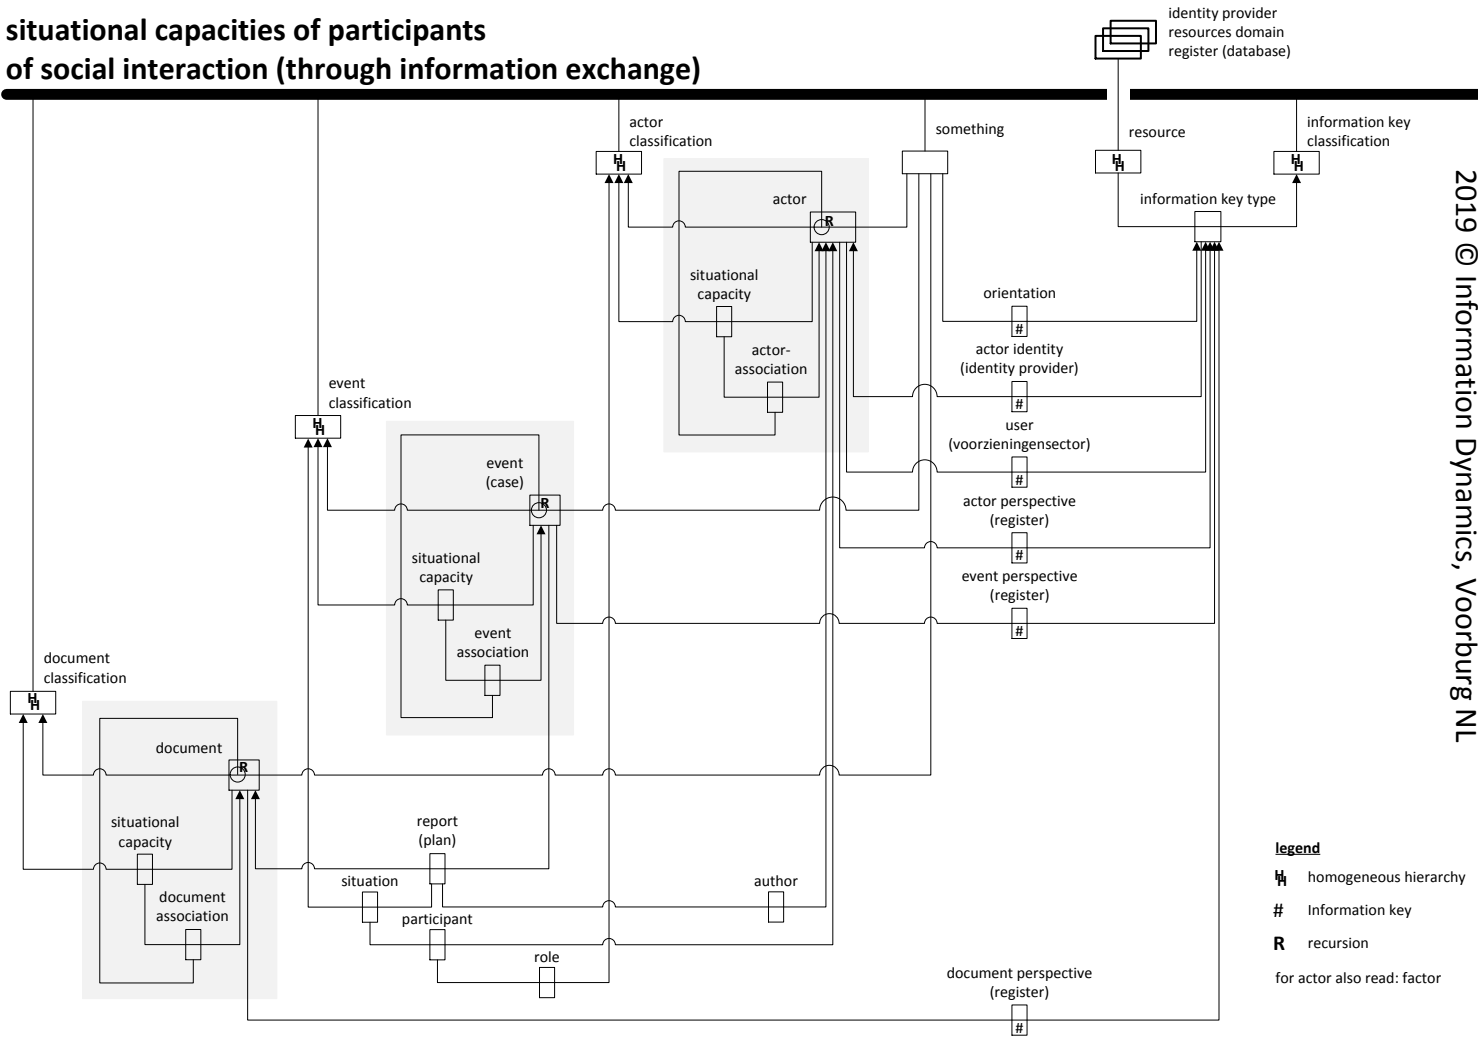 situational capacities of participants
of social interaction (through information exchange)
identity provider
resources domain
register (database)
actor
classification
something
resource
information key
classification
H
H
H
H
H
H
actor
information key type
R
situational
capacity
orientation
#
actor-
association
actor identity
(identity provider)
#
event
classification
H
H
user
(voorzieningensector)
#
event
(case)
R
actor perspective
(register)
#
situational
capacity
event perspective
(register)
#
event
association
document
classification
H
H
document
R
situational
capacity
report
(plan)
document
association
situation
author
participant
role
document perspective
(register)
#
legend
H
H
homogeneous hierarchy
# Information key
R recursion
for actor also read: factor
2019 © Information Dynamics, Voorburg NL